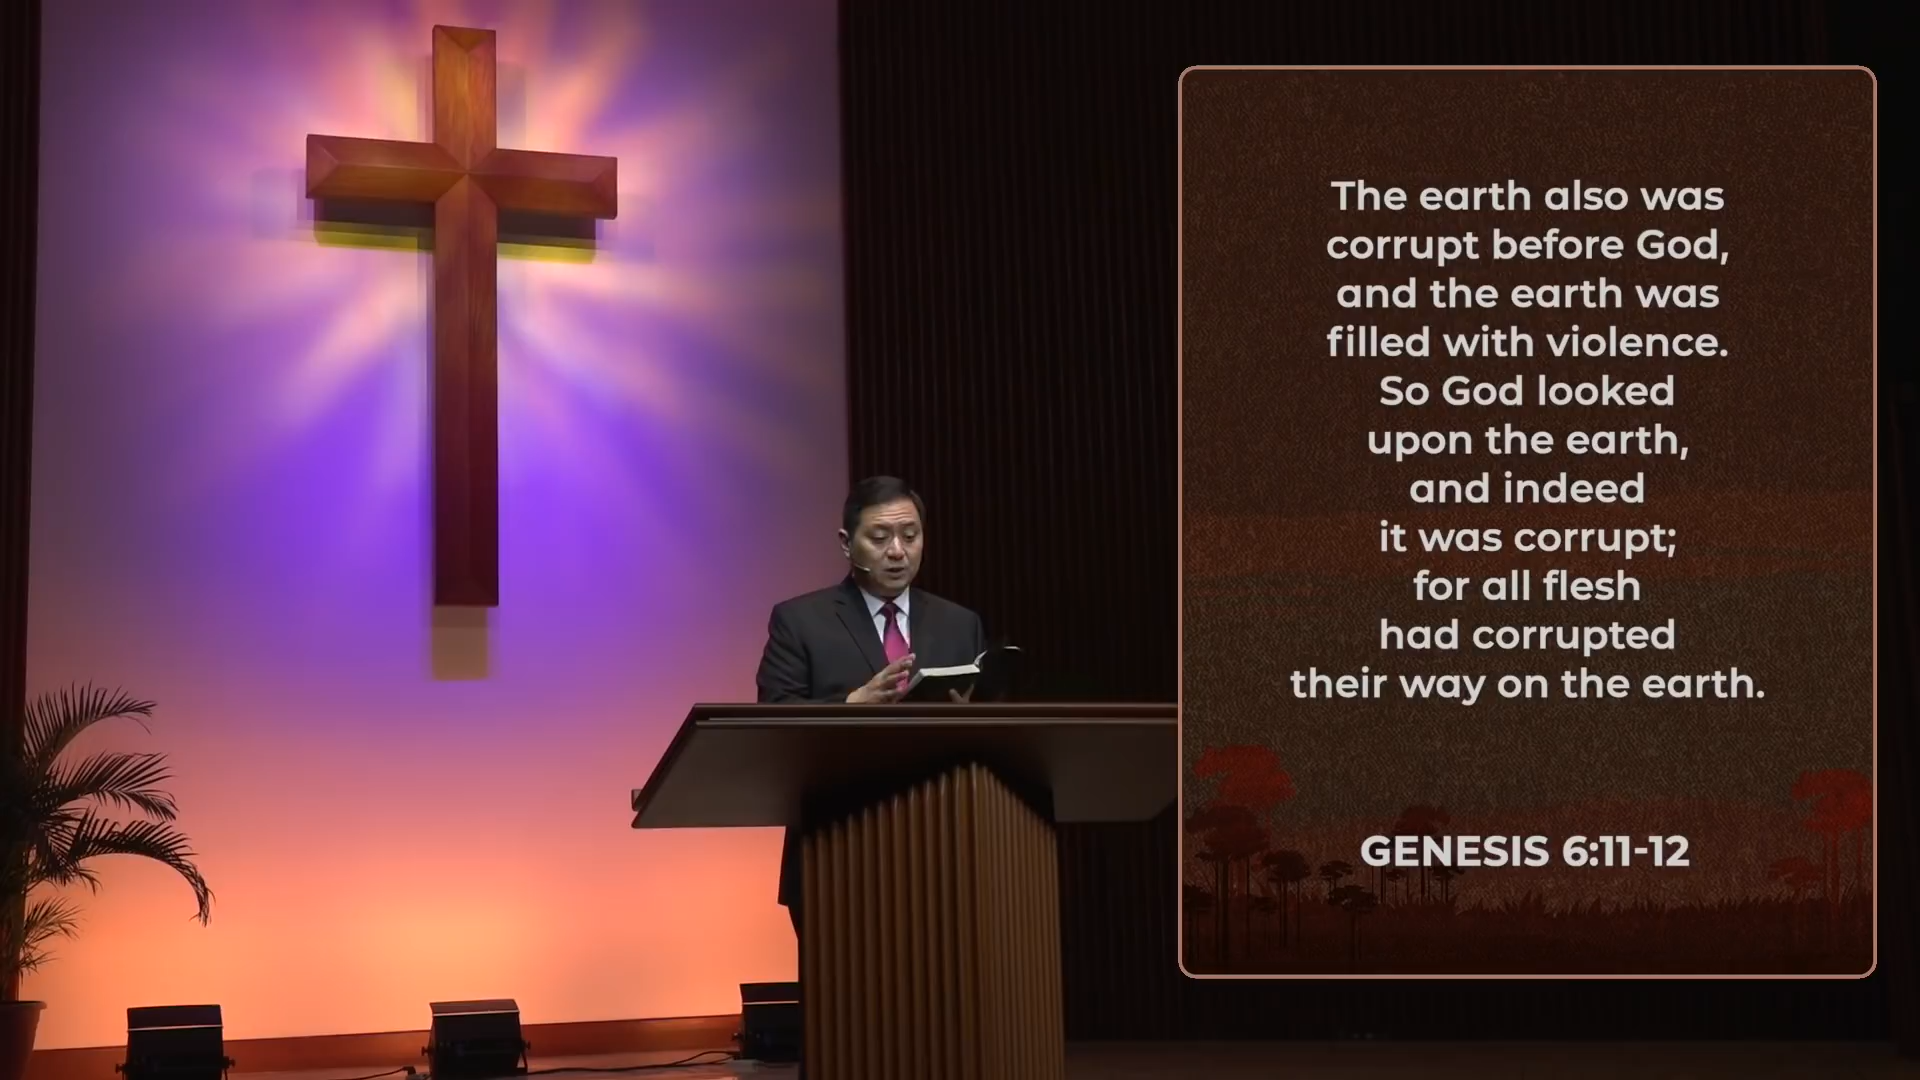 The earth also was
corrupt before God,
and the earth was
filled with violence.
So God looked
upon the earth,
and indeed
it was corrupt;
for all flesh
had corrupted
their way on the earth.
GENESIS 6:11-12